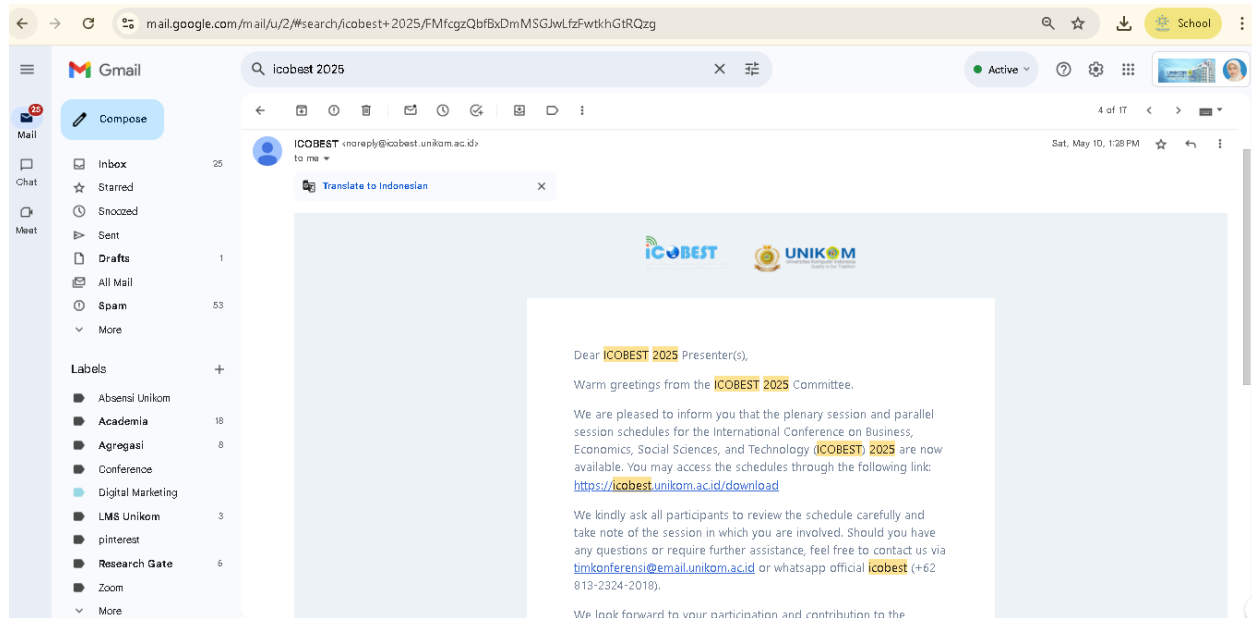 mail.google.com/mail/u/2/#search/icobest+2025/FMfcgzQbfBxDmMSGJwLfzFwtkhGtRQzg
School
Gmail
icobest 2025
Active
25
Mail
Chat
Meet
Compose
Inbox 25
Starred
Snoozed
Sent
Drafts 1
All Mail
Spam 53
More
Labels
Absensi Unikom
Academia 18
Agregasi 8
Conference
Digital Marketing
LMS Unikom 3
pinterest
Research Gate 6
Zoom
More
4 of 17
ICOBEST <noreply@icobest.unikom.ac.id>
Sat, May 10, 1:28 PM
to me
Translate to Indonesian
iCOBEST
UNIKOM
Universitas Komputer Indonesia
Quality is Our Tradition
Dear ICOBEST 2025 Presenter(s),
Warm greetings from the ICOBEST 2025 Committee.
We are pleased to inform you that the plenary session and parallel
session schedules for the International Conference on Business,
Economics, Social Sciences, and Technology (ICOBEST) 2025 are now
available. You may access the schedules through the following link:
https://icobest.unikom.ac.id/download
We kindly ask all participants to review the schedule carefully and
take note of the session in which you are involved. Should you have
any questions or require further assistance, feel free to contact us via
timkonferensi@email.unikom.ac.id or whatsapp official icobest (+62
813-2324-2018).
We look forward to your participation and contribution to the